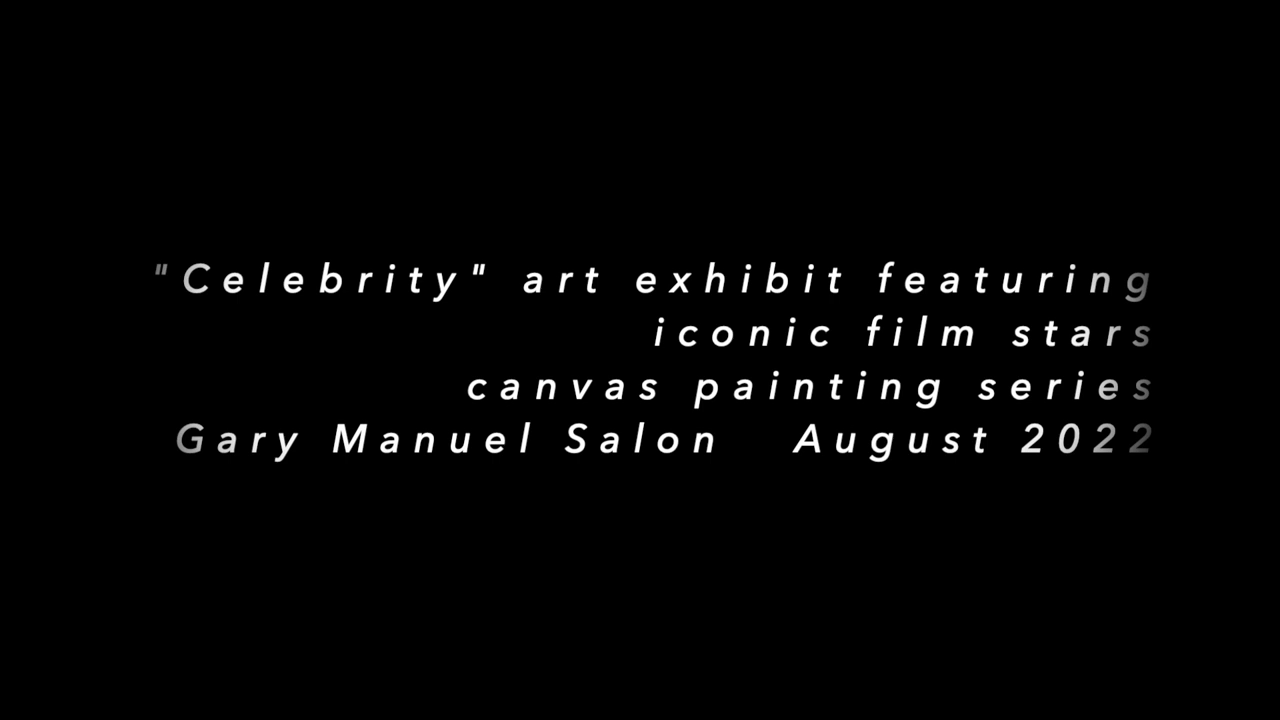 "Celebrity" art exhibit featuring
iconic film stars
canvas painting series
Gary Manuel Salon August 2022